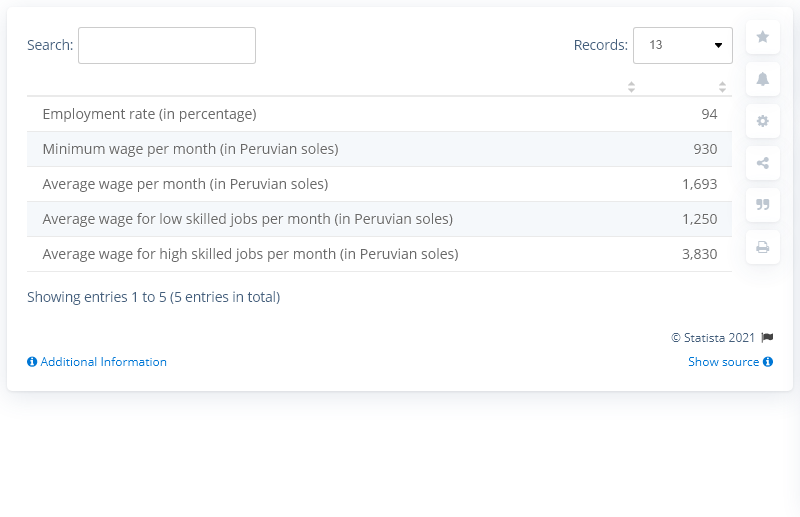 Search:
Records: 13
Employment rate (in percentage) 94
Minimum wage per month (in Peruvian soles) 930
Average wage per month (in Peruvian soles) 1,693
Average wage for low skilled jobs per month (in Peruvian soles) 1,250
Average wage for high skilled jobs per month (in Peruvian soles) 3,830
Showing entries 1 to 5 (5 entries in total)
© Statista 2021
Additional Information
Show source